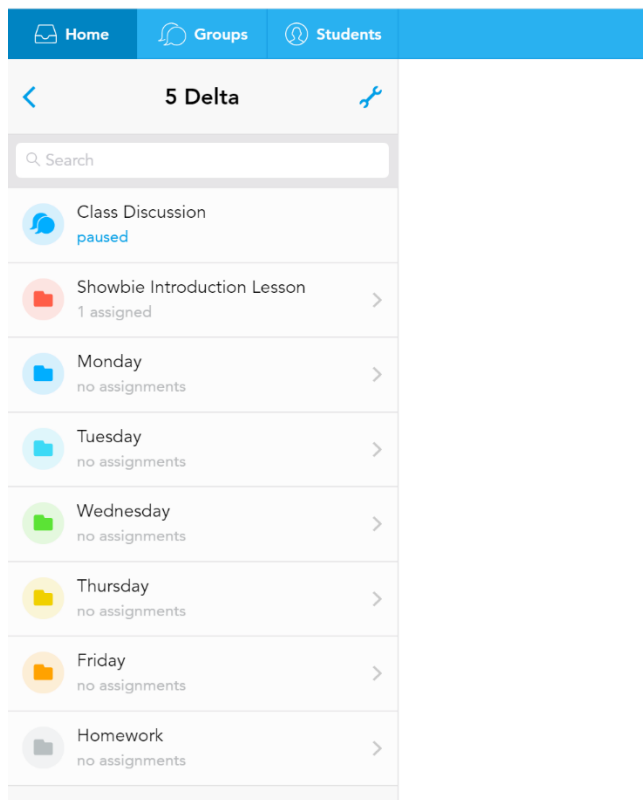 Home Groups Students
5 Delta
Search
Class Discussion
paused
Showbie Introduction Lesson
1 assigned
Monday
no assignments
Tuesday
no assignments
Wednesday
no assignments
Thursday
no assignments
Friday
no assignments
Homework
no assignments